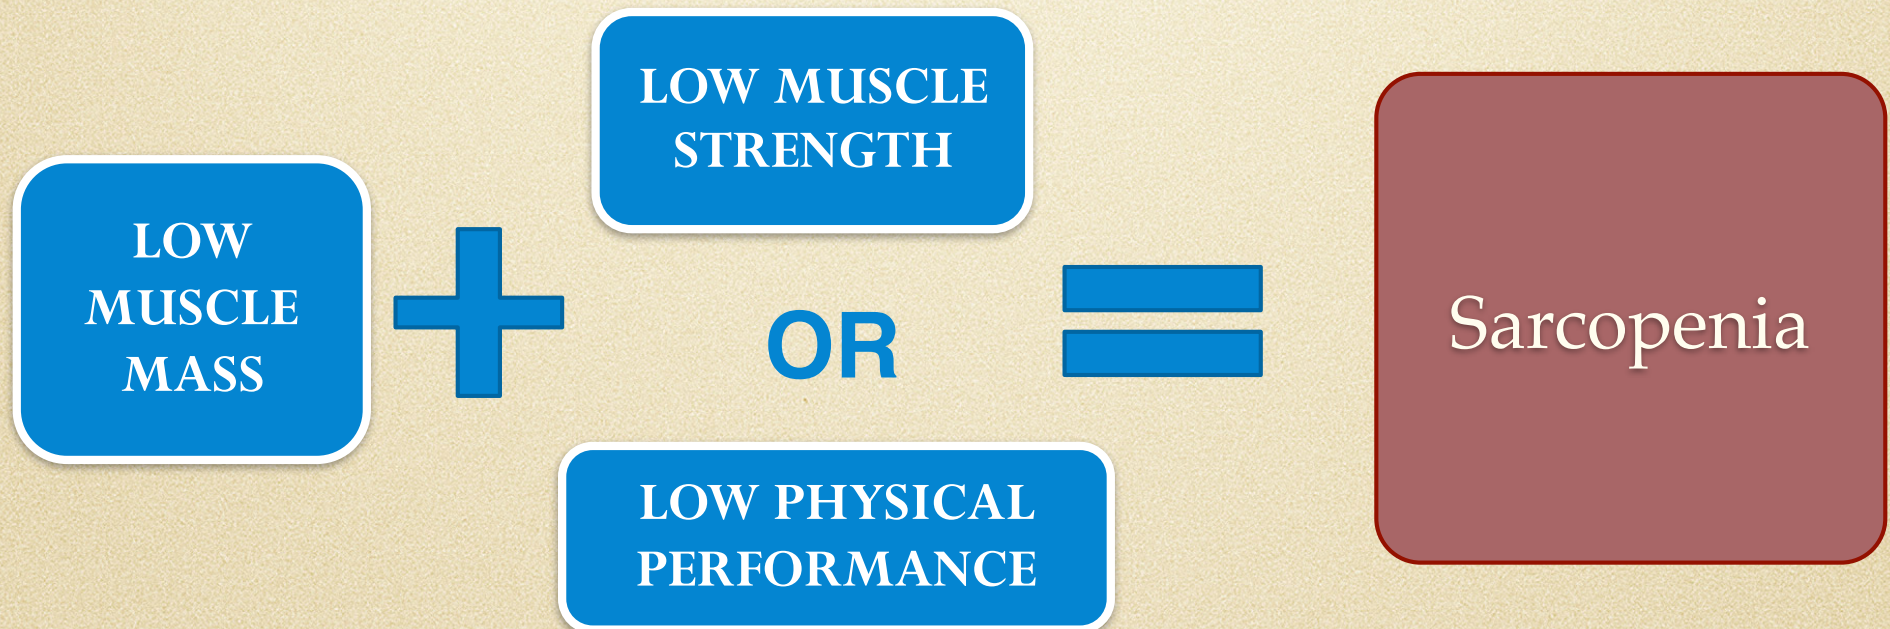 LOW
MUSCLE
MASS
LOW MUSCLE
STRENGTH
OR
LOW PHYSICAL
PERFORMANCE
Sarcopenia